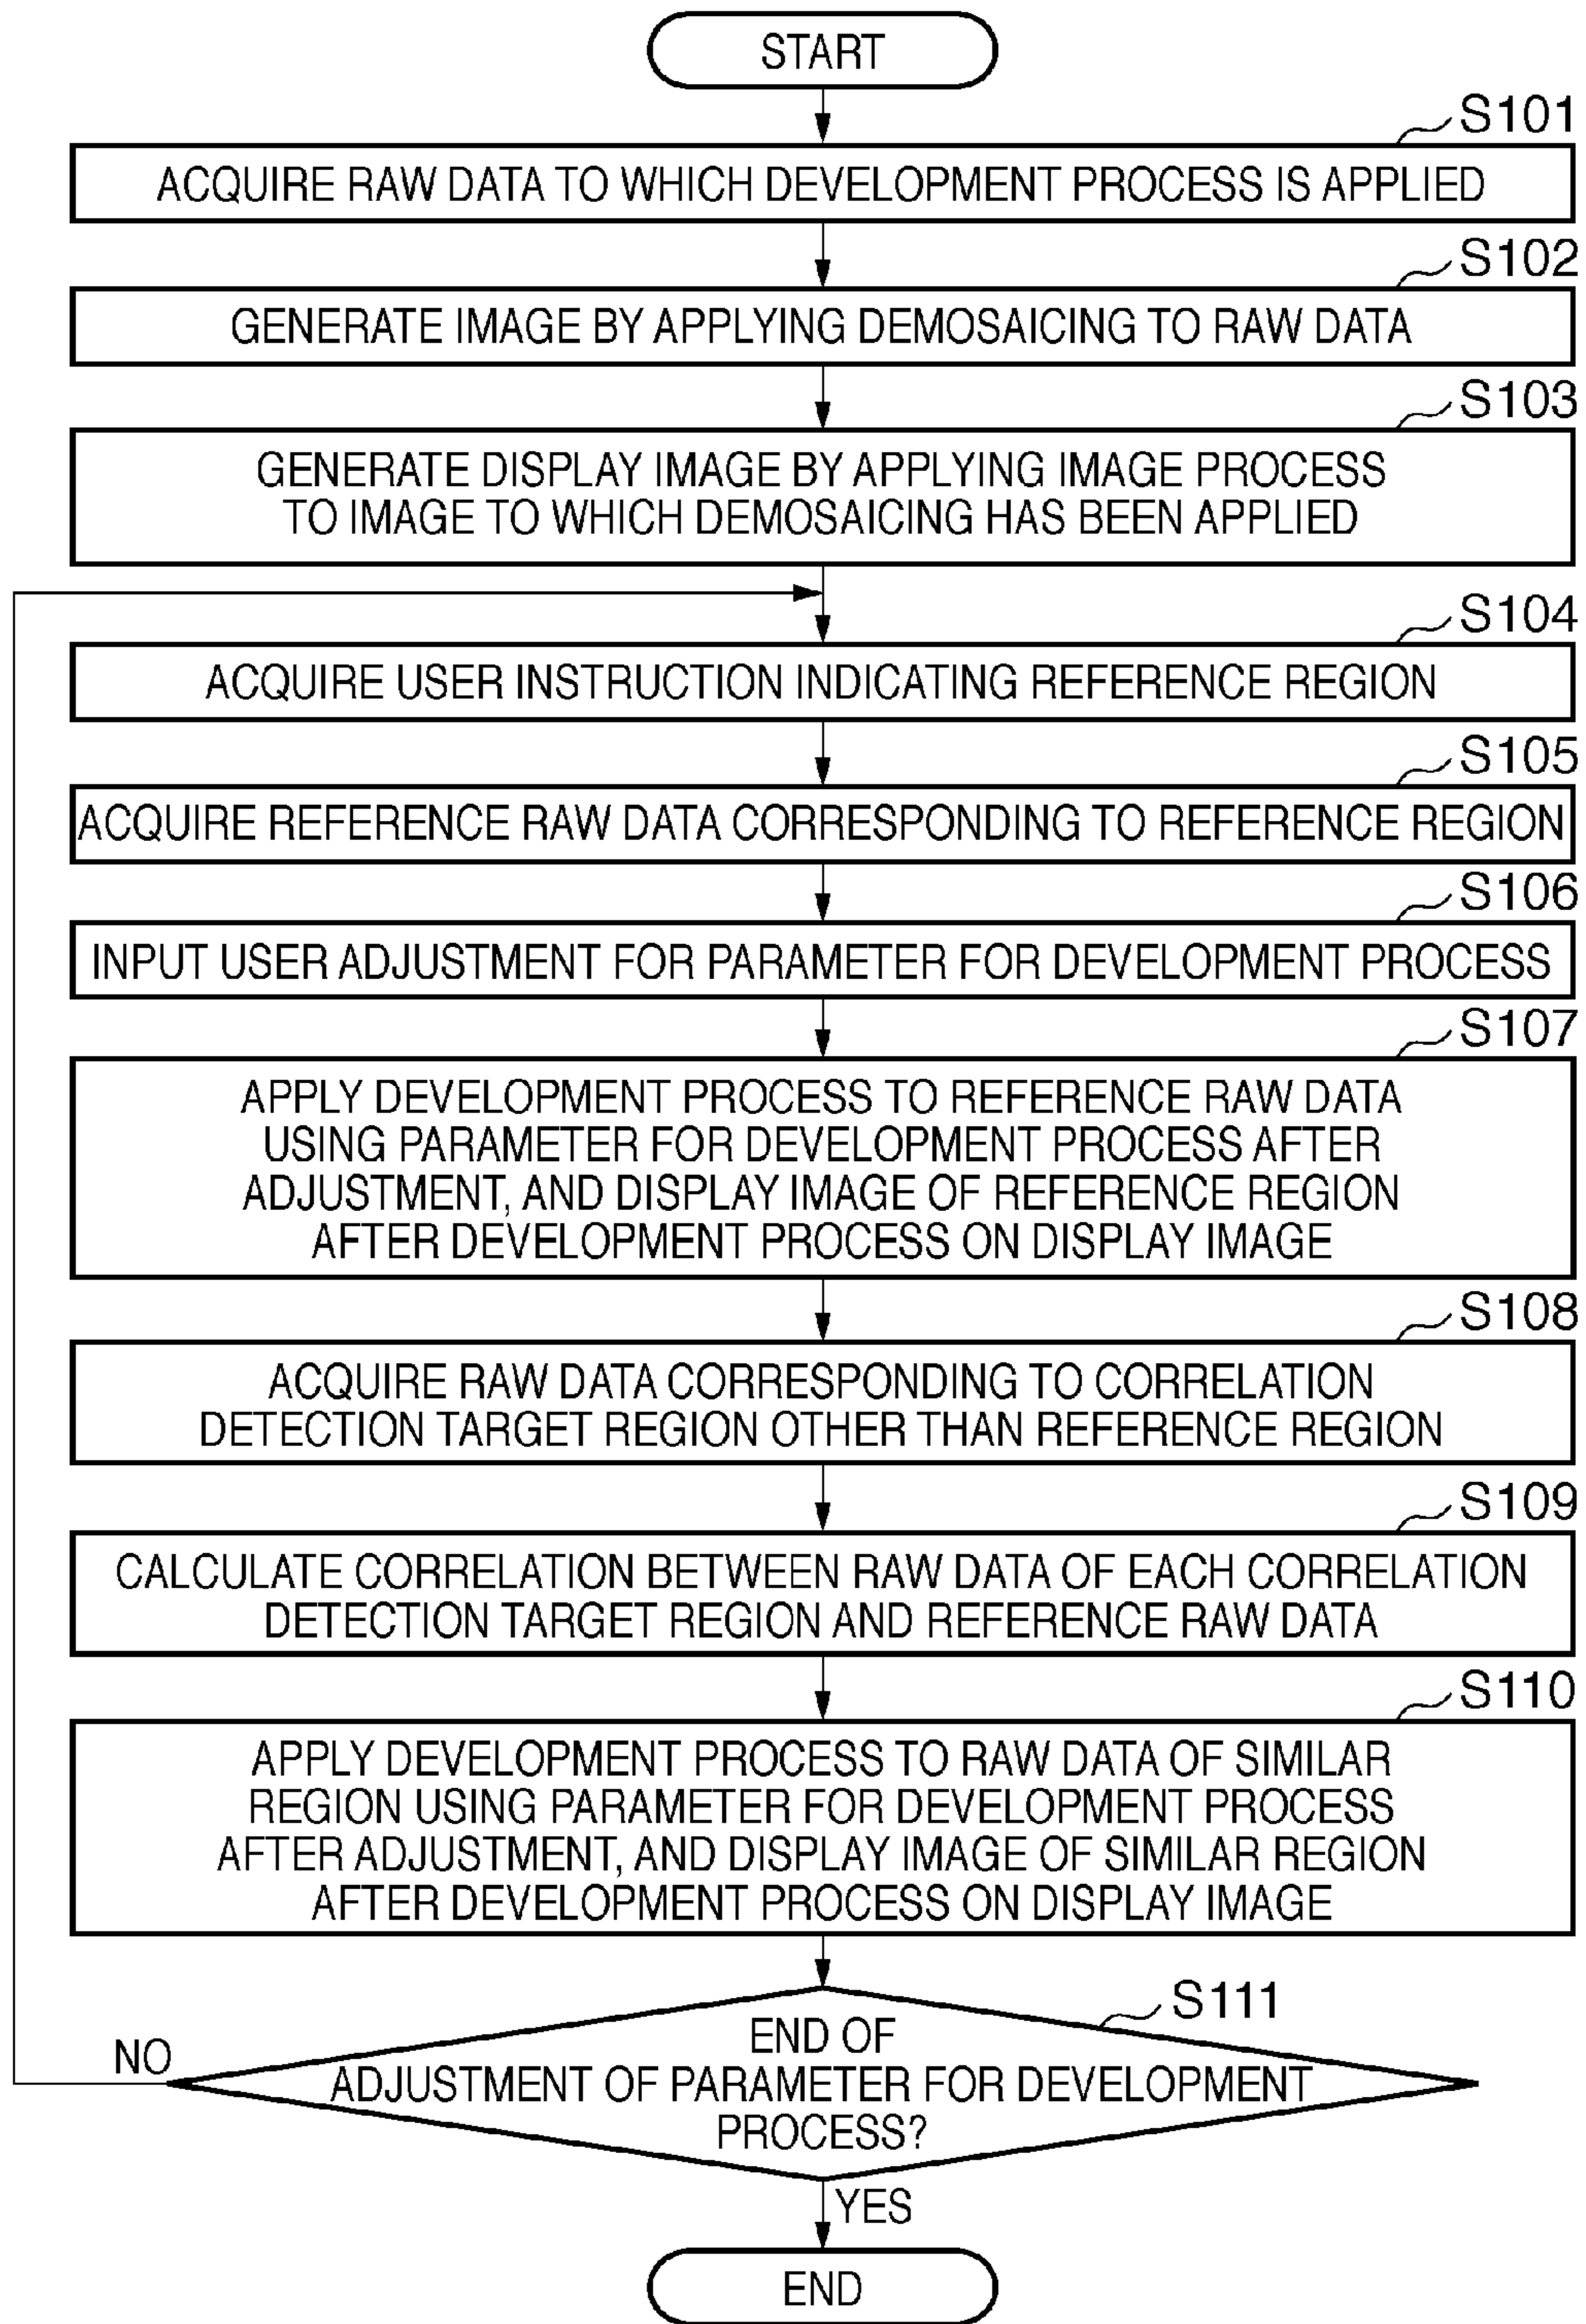 START
S101
ACQUIRE RAW DATA TO WHICH DEVELOPMENT PROCESS IS APPLIED
S102
GENERATE IMAGE BY APPLYING DEMOSAICING TO RAW DATA
S103
GENERATE DISPLAY IMAGE BY APPLYING IMAGE PROCESS
TO IMAGE TO WHICH DEMOSAICING HAS BEEN APPLIED
S104
ACQUIRE USER INSTRUCTION INDICATING REFERENCE REGION
S105
ACQUIRE REFERENCE RAW DATA CORRESPONDING TO REFERENCE REGION
S106
INPUT USER ADJUSTMENT FOR PARAMETER FOR DEVELOPMENT PROCESS
S107
APPLY DEVELOPMENT PROCESS TO REFERENCE RAW DATA
USING PARAMETER FOR DEVELOPMENT PROCESS AFTER
ADJUSTMENT, AND DISPLAY IMAGE OF REFERENCE REGION
AFTER DEVELOPMENT PROCESS ON DISPLAY IMAGE
S108
ACQUIRE RAW DATA CORRESPONDING TO CORRELATION
DETECTION TARGET REGION OTHER THAN REFERENCE REGION
S109
CALCULATE CORRELATION BETWEEN RAW DATA OF EACH CORRELATION
DETECTION TARGET REGION AND REFERENCE RAW DATA
S110
APPLY DEVELOPMENT PROCESS TO RAW DATA OF SIMILAR
REGION USING PARAMETER FOR DEVELOPMENT PROCESS
AFTER ADJUSTMENT, AND DISPLAY IMAGE OF SIMILAR REGION
AFTER DEVELOPMENT PROCESS ON DISPLAY IMAGE
S111
END OF
ADJUSTMENT OF PARAMETER FOR DEVELOPMENT
PROCESS?
NO
YES
END